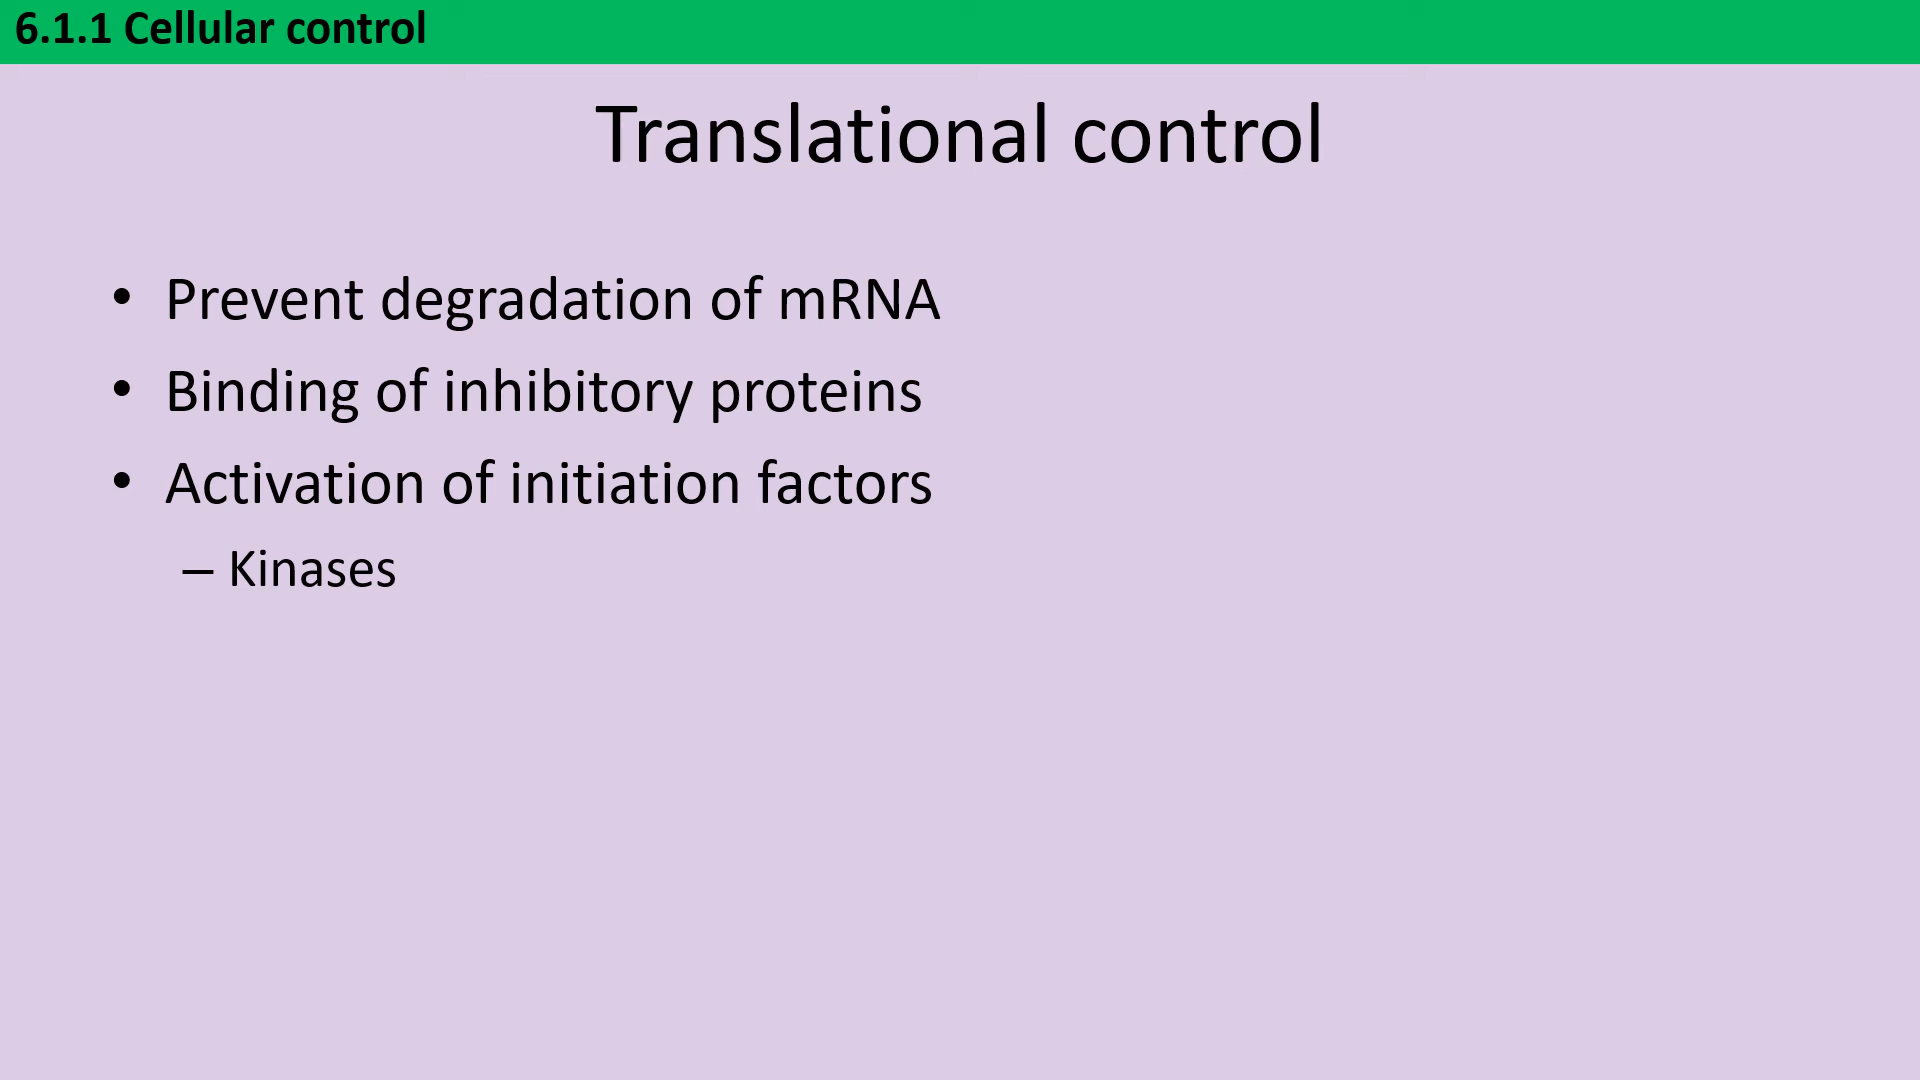 6.1.1 Cellular control
Translational control
• Prevent degradation of mRNA
• Binding of inhibitory proteins
• Activation of initiation factors
– Kinases